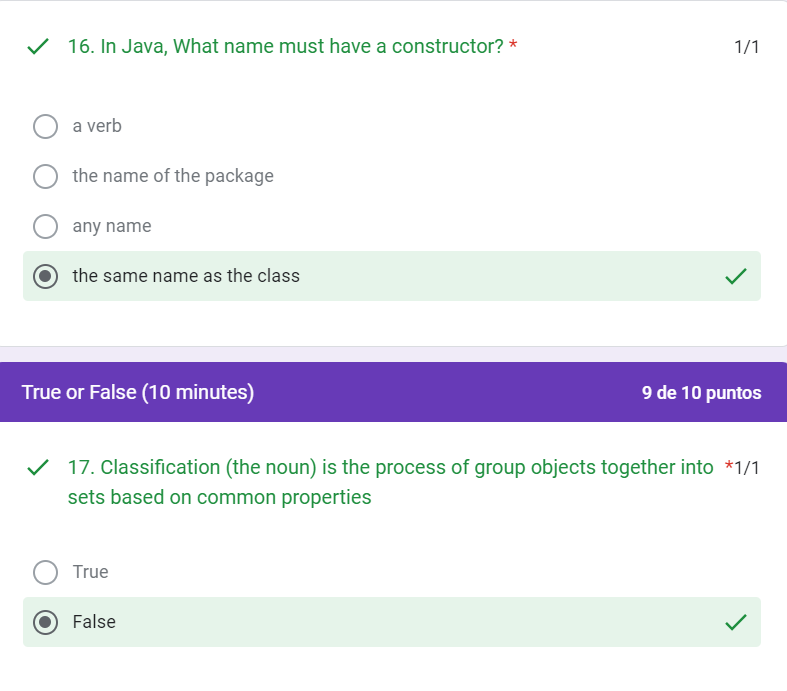 16. In Java, What name must have a constructor? *
1/1
a verb
the name of the package
any name
the same name as the class
True or False (10 minutes)
9 de 10 puntos
17. Classification (the noun) is the process of group objects together into
*1/1
sets based on common properties
True
False